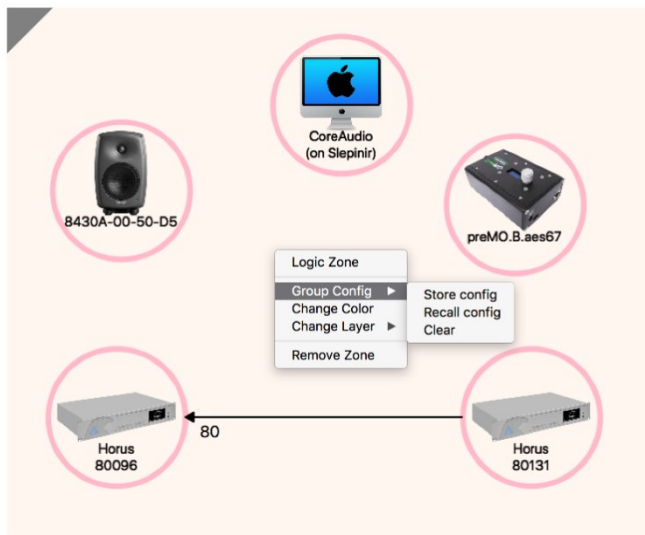 CoreAudio
(on Slepinir)
8430A-00-50-D5
preMO.B.aes67
Logic Zone
Group Config
Change Color
Change Layer
Remove Zone
Store config
Recall config
Clear
80
Horus
80096
Horus
80131